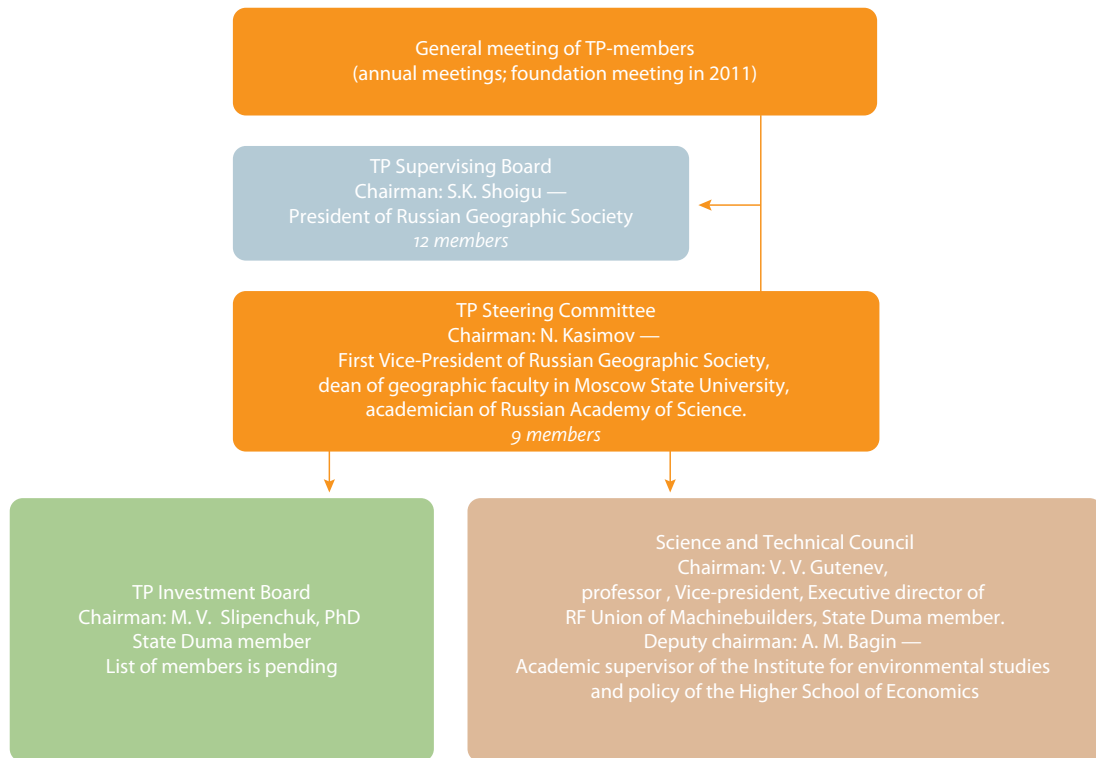 General meeting of TP-members
(annual meetings; foundation meeting in 2011)
TP Supervising Board
Chairman: S.K. Shoigu —
President of Russian Geographic Society
12 members
TP Steering Committee
Chairman: N. Kasimov —
First Vice-President of Russian Geographic Society,
dean of geographic faculty in Moscow State University,
academician of Russian Academy of Science.
9 members
TP Investment Board
Chairman: M. V. Slipenchuk, PhD
State Duma member
List of members is pending
Science and Technical Council
Chairman: V. V. Gutenev,
professor , Vice-president, Executive director of
RF Union of Machinebuilders, State Duma member.
Deputy chairman: A. M. Bagin —
Academic supervisor of the Institute for environmental studies
and policy of the Higher School of Economics